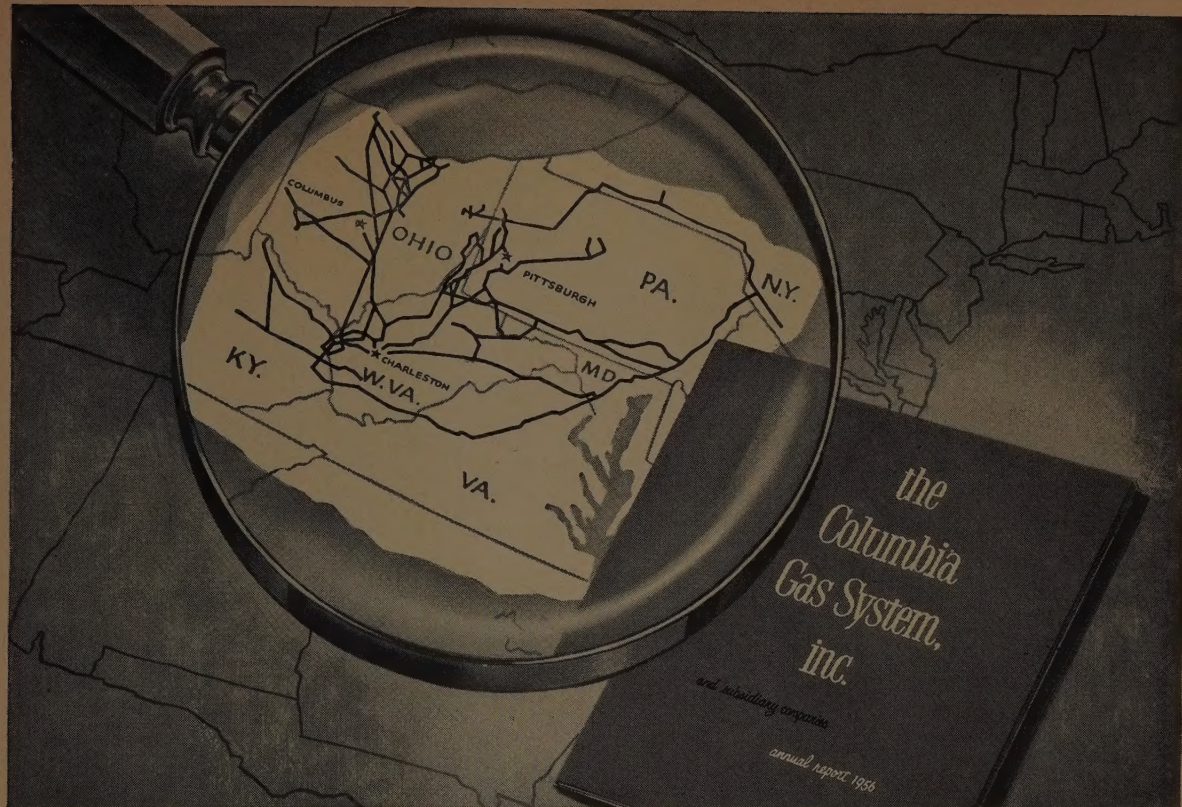 COLUMBUS
OHIO
PITTSBURGH
PA.
N.Y.
KY.
CHARLESTON
W.VA.
MD
VA.
the
Columbia
Gas System,
inc.
and subsidiary companies
annual report 1956